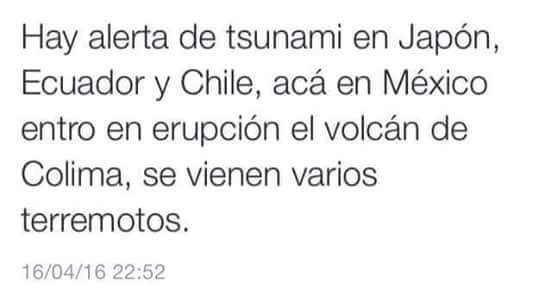 Hay alerta de tsunami en Japón,
Ecuador y Chile, acá en México
entro en erupción el volcán de
Colima, se vienen varios
terremotos.
16/04/16 22:52